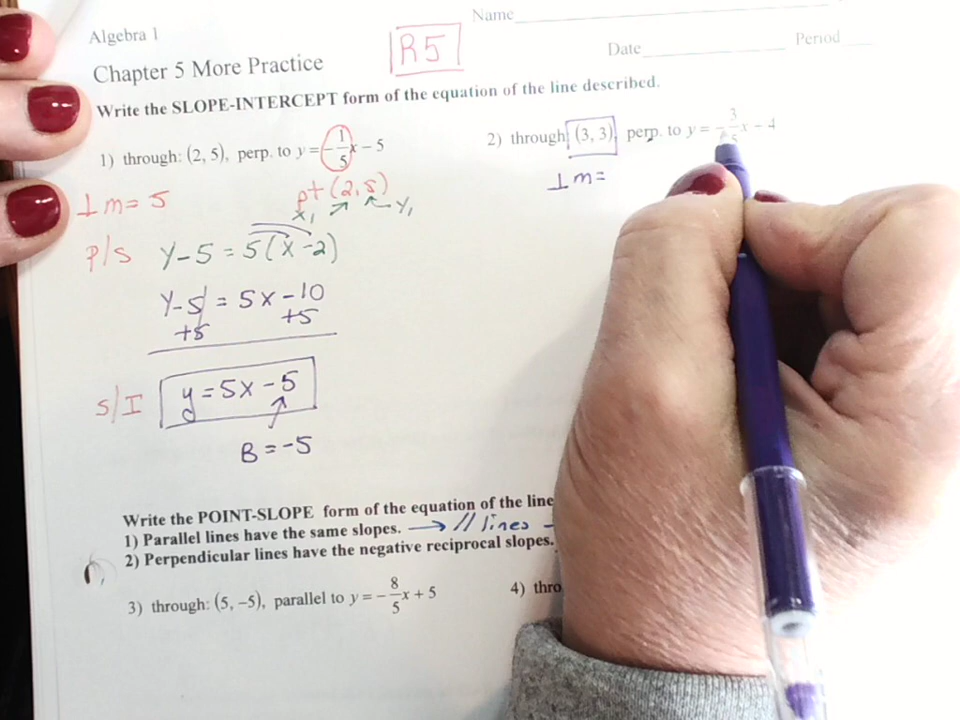 Name
Algebra 1
R5
Date Period
Chapter 5 More Practice
Write the SLOPE-INTERCEPT form of the equation of the line described.
1) through: (2, 5), perp. to y = -1/5 x - 5
2) through: (3, 3), perp. to y = -3/5 x - 4
⊥ m = 5
pt (2, 5)
x₁ y₁
⊥ m =
P/S y - 5 = 5(x - 2)
y - 5 = 5x - 10
+5 +5
S/I y = 5x - 5
B = -5
Write the POINT-SLOPE form of the equation of the line
1) Parallel lines have the same slopes. → // lines -
2) Perpendicular lines have the negative reciprocal slopes.
3) through: (5, -5), parallel to y = -8/5 x + 5
4) thro